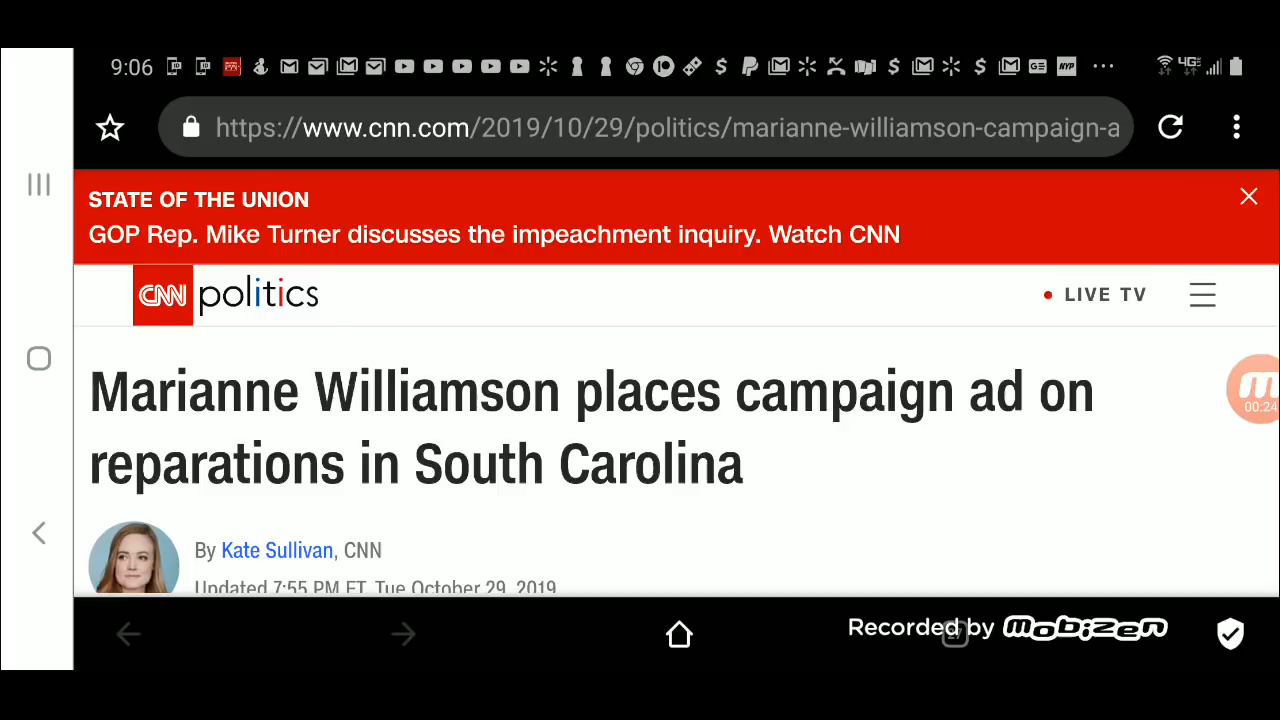 9:06
https://www.cnn.com/2019/10/29/politics/marianne-williamson-campaign-a
STATE OF THE UNION
GOP Rep. Mike Turner discusses the impeachment inquiry. Watch CNN
CNN politics
LIVE TV
Marianne Williamson places campaign ad on
reparations in South Carolina
00:24
By Kate Sullivan, CNN
Updated 7:55 PM ET, Tue October 29, 2019
Recorded by mobizen